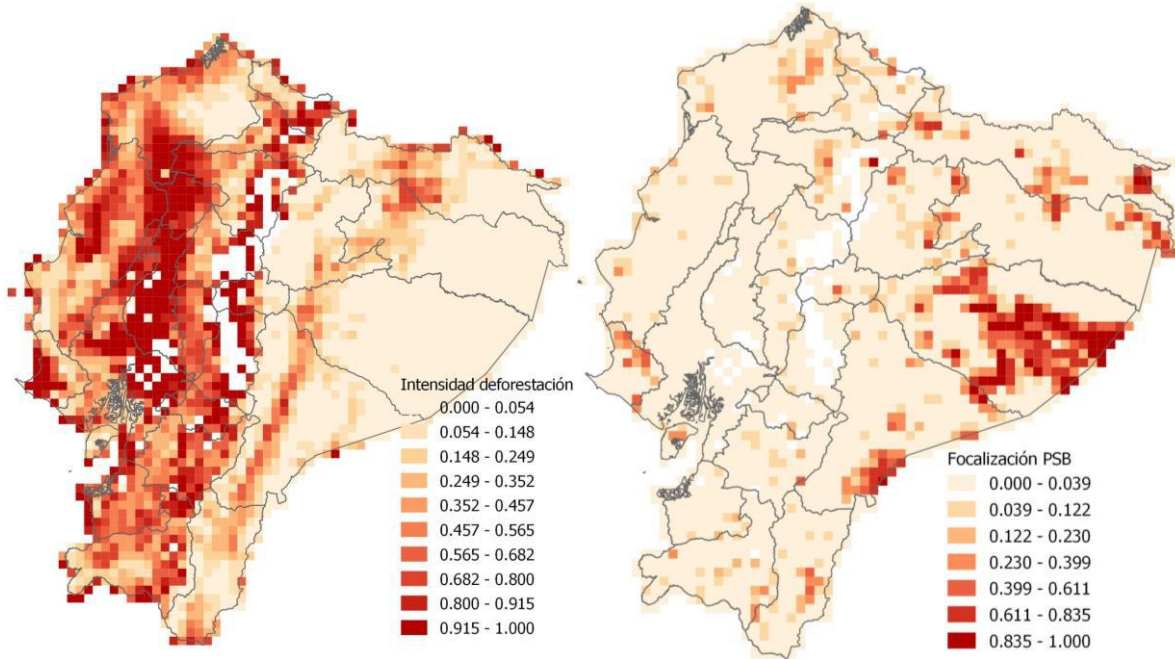 Intensidad deforestación
0.000 - 0.054
0.054 - 0.148
0.148 - 0.249
0.249 - 0.352
0.352 - 0.457
0.457 - 0.565
0.565 - 0.682
0.682 - 0.800
0.800 - 0.915
0.915 - 1.000
Focalización PSB
0.000 - 0.039
0.039 - 0.122
0.122 - 0.230
0.230 - 0.399
0.399 - 0.611
0.611 - 0.835
0.835 - 1.000